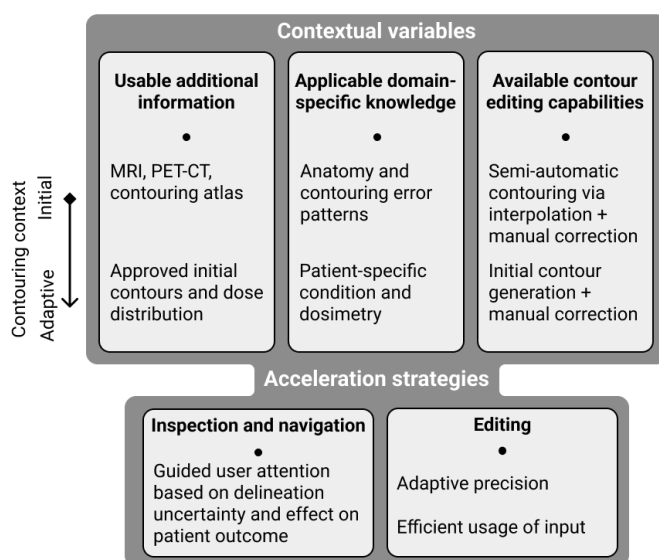 Contextual variables
Usable additional
information
•
MRI, PET-CT,
contouring atlas
Approved initial
contours and dose
distribution
Applicable domain-
specific knowledge
•
Anatomy and
contouring error
patterns
Patient-specific
condition and
dosimetry
Available contour
editing capabilities
•
Semi-automatic
contouring via
interpolation +
manual correction
Initial contour
generation +
manual correction
Contouring context
Initial
Adaptive
Acceleration strategies
Inspection and navigation
•
Guided user attention
based on delineation
uncertainty and effect on
patient outcome
Editing
•
Adaptive precision
Efficient usage of input